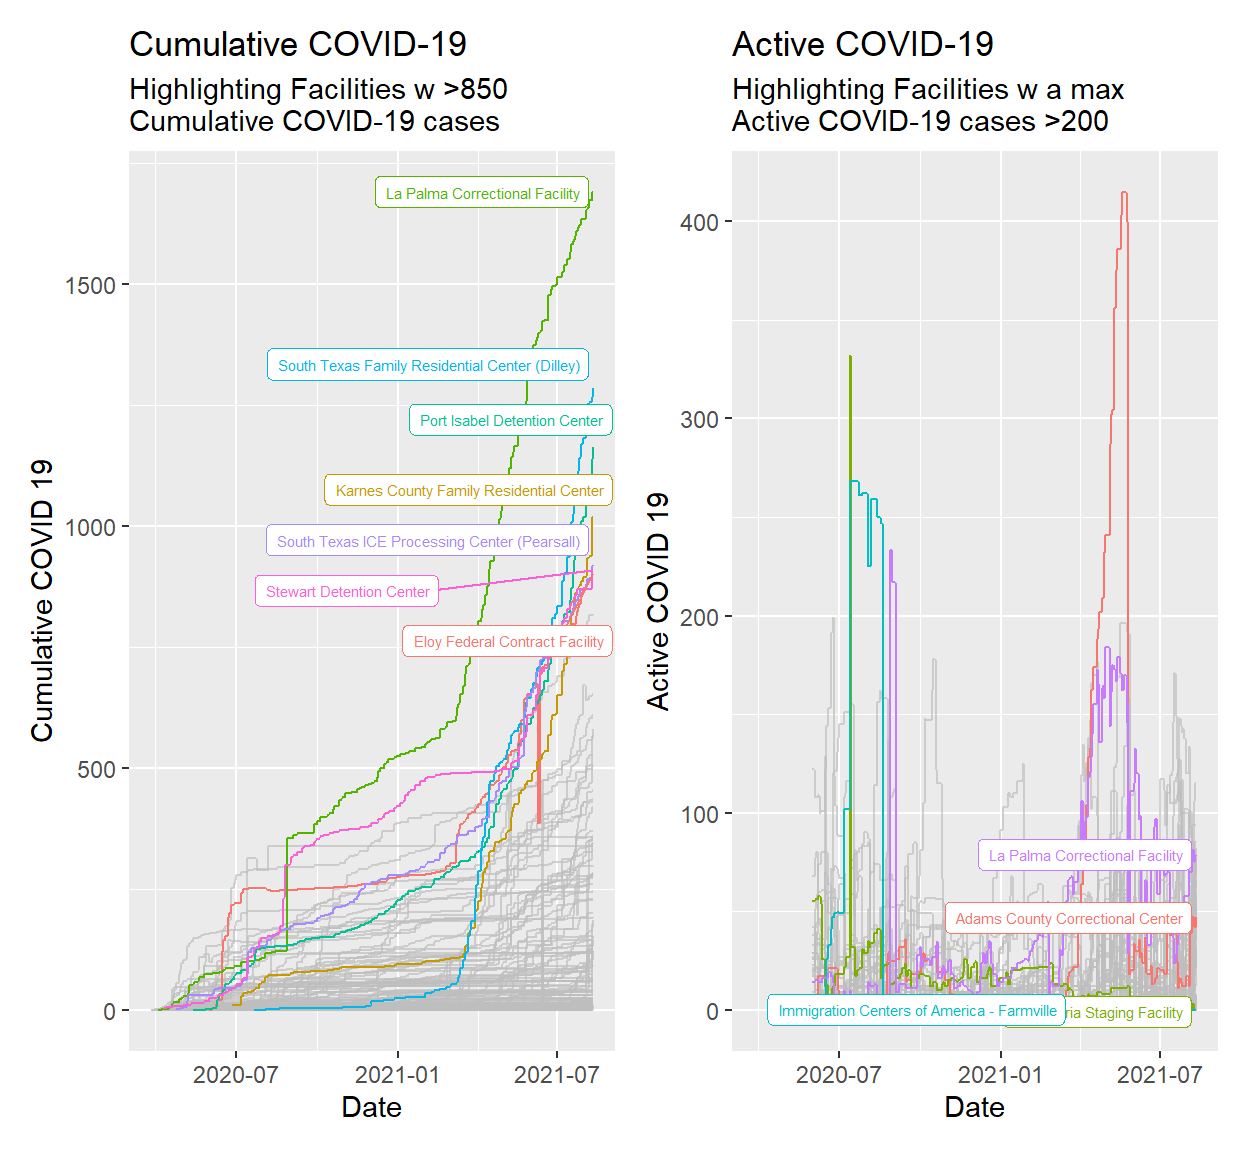 Cumulative COVID-19
Highlighting Facilities w >850
Cumulative COVID-19 cases
Cumulative COVID 19
1500
1000
500
0
La Palma Correctional Facility
South Texas Family Residential Center (Dilley)
Port Isabel Detention Center
Karnes County Family Residential Center
South Texas ICE Processing Center (Pearsall)
Stewart Detention Center
Eloy Federal Contract Facility
2020-07
2021-01
2021-07
Date
Active COVID-19
Highlighting Facilities w a max
Active COVID-19 cases >200
Active COVID 19
400
300
200
100
0
La Palma Correctional Facility
Adams County Correctional Center
Immigration Centers of America - Farmville
Staging Facility
2020-07
2021-01
2021-07
Date